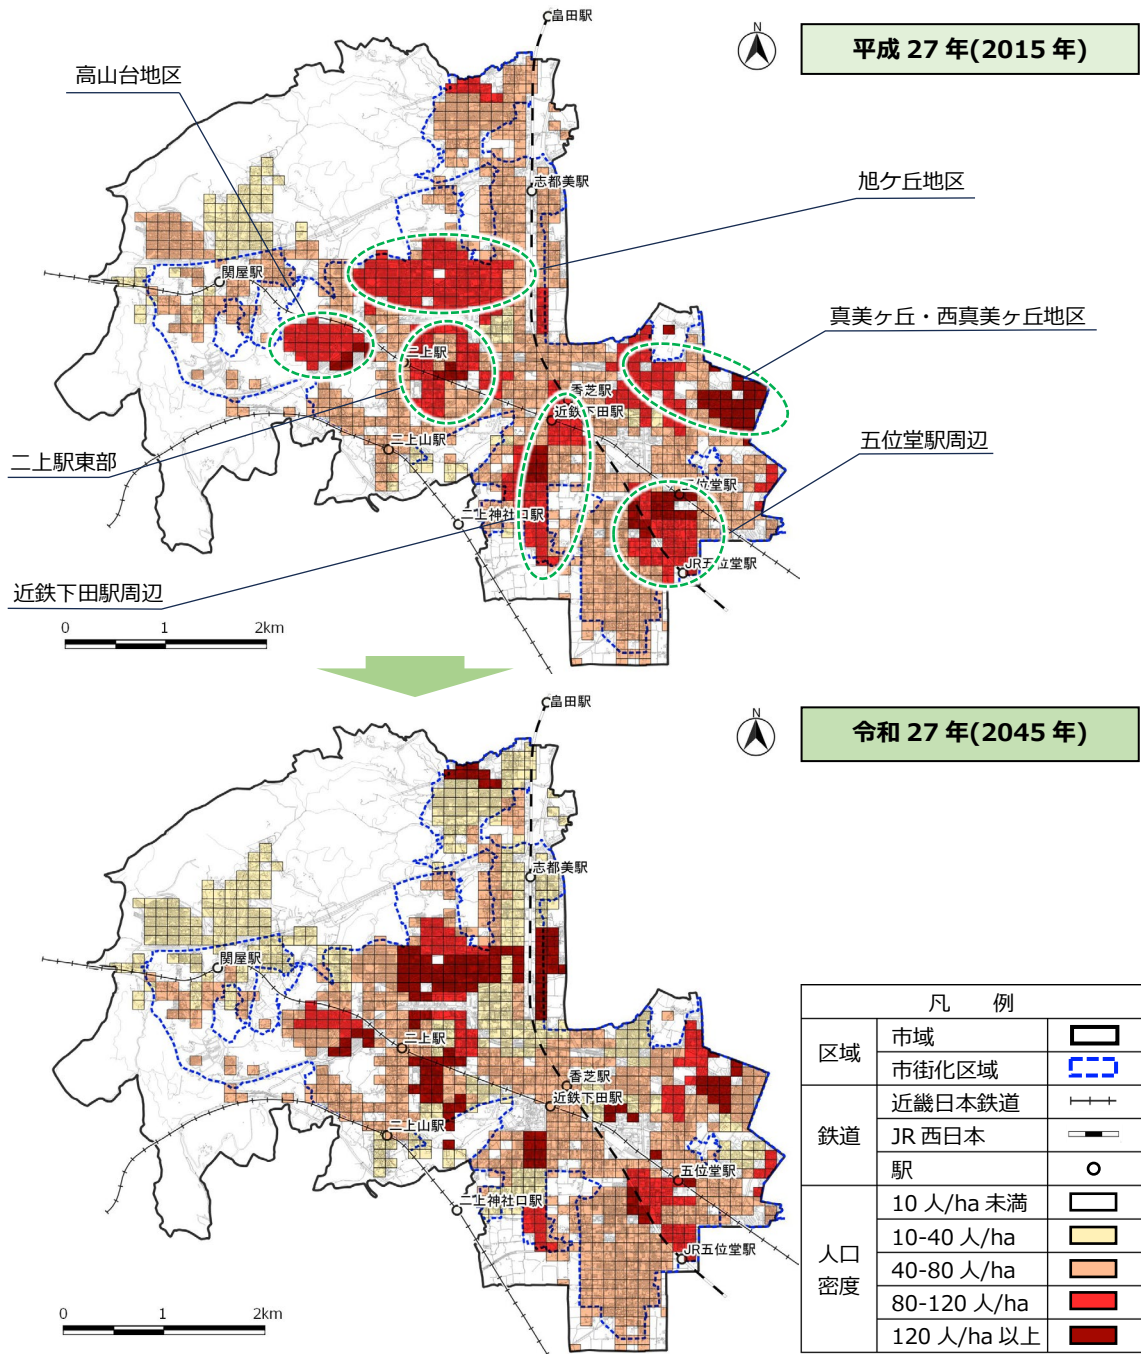 畠田駅
N
平成 27 年(2015 年)
高山台地区
志都美駅
旭ケ丘地区
関屋駅
真美ヶ丘・西真美ヶ丘地区
二上駅
香芝駅
近鉄下田駅
二上山駅
五位堂駅周辺
二上駅東部
五位堂駅
二上神社口駅
JR五位堂駅
近鉄下田駅周辺
0 1 2km
畠田駅
N
令和 27 年(2045 年)
志都美駅
関屋駅
二上駅
香芝駅
近鉄下田駅
二上山駅
五位堂駅
二上神社口駅
JR五位堂駅
0 1 2km
凡 例
区域
市域
市街化区域
鉄道
近畿日本鉄道
JR 西日本
駅
人口
密度
10 人/ha 未満
10-40 人/ha
40-80 人/ha
80-120 人/ha
120 人/ha 以上